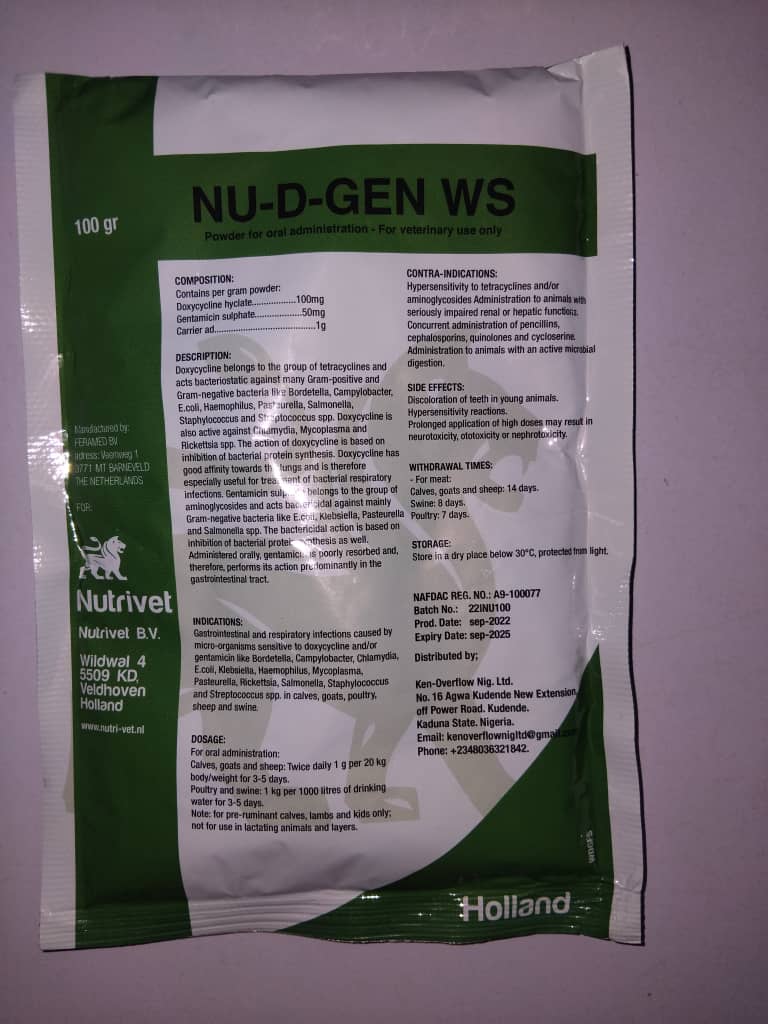 100 gr
NU-D-GEN WS
Powder for oral administration - For veterinary use only
COMPOSITION:
Contains per gram powder:
Doxycycline hyclate..................100mg
Gentamicin sulphate...................50mg
Carrier ad........................................1g
DESCRIPTION:
Doxycycline belongs to the group of tetracyclines and
acts bacteriostatic against many Gram-positive and
Gram-negative bacteria like Bordetella, Campylobacter,
E.coli, Haemophilus, Pasteurella, Salmonella,
Staphylococcus and Streptococcus spp. Doxycycline is
also active against Chlamydia, Mycoplasma and
Rickettsia spp. The action of doxycycline is based on
inhibition of bacterial protein synthesis. Doxycycline has
good affinity towards the lungs and is therefore
especially useful for treatment of bacterial respiratory
infections. Gentamicin belongs to the group of
aminoglycosides and acts bactericidal against mainly
Gram-negative bacteria like E.coli, Klebsiella, Pasteurella
and Salmonella spp. The bactericidal action is based on
inhibition of bacterial protein synthesis as well.
Administered orally, gentamicin is poorly resorbed and,
therefore, performs its action predominantly in the
gastrointestinal tract.
INDICATIONS:
Gastrointestinal and respiratory infections caused by
micro-organisms sensitive to doxycycline and/or
gentamicin like Bordetella, Campylobacter, Chlamydia,
E.coli, Klebsiella, Haemophilus, Mycoplasma,
Pasteurella, Rickettsia, Salmonella, Staphylococcus
and Streptococcus spp. in calves, goats, poultry,
sheep and swine.
DOSAGE:
For oral administration:
Calves, goats and sheep: Twice daily 1 g per 20 kg
body/weight for 3-5 days.
Poultry and swine: 1 kg per 1000 litres of drinking
water for 3-5 days.
Note: for pre-ruminant calves, lambs and kids only;
not for use in lactating animals and layers.
CONTRA-INDICATIONS:
Hypersensitivity to tetracyclines and/or
aminoglycosides Administration to animals with
seriously impaired renal or hepatic functions.
Concurrent administration of pencillins,
cephalosporins, quinolones and cycloserine.
Administration to animals with an active microbial
digestion.
SIDE EFFECTS:
Discoloration of teeth in young animals.
Hypersensitivity reactions.
Prolonged application of high doses may result in
neurotoxicity, ototoxicity or nephrotoxicity.
WITHDRAWAL TIMES:
- For meat:
Calves, goats and sheep: 14 days.
Swine: 8 days.
Poultry: 7 days.
STORAGE:
Store in a dry place below 30°C, protected from light.
NAFDAC REG. NO.: A9-100077
Batch No.: 22INU100
Prod. Date: sep-2022
Expiry Date: sep-2025
Distributed by;
Ken-Overflow Nig. Ltd.
No. 16 Agwa Kudende New Extension,
off Power Road. Kudende.
Kaduna State. Nigeria.
Email: kenoverflownigltd@gmail.com
Phone: +2348036321842.
Manufactured by:
FERAMED BV
adress: Veemweg 1
3771 MT BARNEVELD
THE NETHERLANDS
FOR:
Nutrivet
Nutrivet B.V.
Wildwal 4
5509 KD,
Veldhoven
Holland
www.nutri-vet.nl
Holland